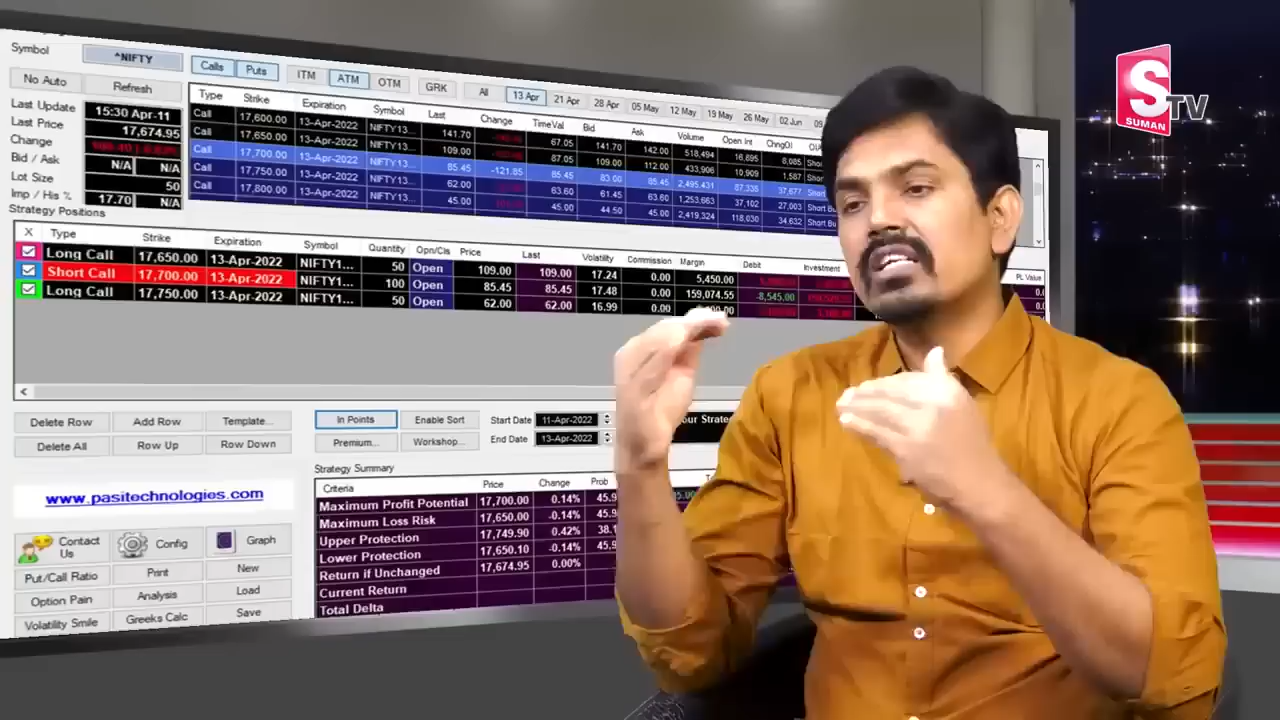 S TV
SUMAN
Symbol ^NIFTY Calls Puts ITM ATM OTM GRK All 13 Apr 21 Apr 28 Apr 05 May 12 May 19 May 26 May 02 Jun 09
No Auto Refresh
Last Update 15:30 Apr-11
Last Price 17,674.95
Change
Bid / Ask N/A N/A
Lot Size 50
Imp / His % 17.70 N/A
Type Strike Expiration Symbol Last Change TimeVal Bid Ask Volume Open Int ChngOI
Call 17,600.00 13-Apr-2022 NIFTY13... 141.70 67.05 141.70 142.00 518,494 16,895 8,085
Call 17,650.00 13-Apr-2022 NIFTY13... 109.00 87.05 109.00 112.00 433,906 10,909 1,587
Call 17,700.00 13-Apr-2022 NIFTY13... 85.45 -121.85 85.45 83.00 85.45 2,495,431 87,336 37,677 Short
Call 17,750.00 13-Apr-2022 NIFTY13... 62.00 63.60 61.45 63.60 1,253,663 37,102 27,003 Short Bu
Call 17,800.00 13-Apr-2022 NIFTY13... 45.00 45.00 44.50 45.00 2,419,324 118,030 34,632 Short Bu
Strategy Positions
X Type Strike Expiration Symbol Quantity Opn/Cls Price Last Volatility Commission Margin Debit Investment PL Value
Long Call 17,650.00 13-Apr-2022 NIFTY1... 50 Open 109.00 109.00 17.24 0.00 5,450.00
Short Call 17,700.00 13-Apr-2022 NIFTY1... 100 Open 85.45 85.45 17.48 0.00 159,074.55 -8,545.00
Long Call 17,750.00 13-Apr-2022 NIFTY1... 50 Open 62.00 62.00 16.99 0.00
Delete Row Add Row Template... In Points Enable Sort Start Date 11-Apr-2022 our Strate
Delete All Row Up Row Down Premium... Workshop... End Date 13-Apr-2022
www.pasitechnologies.com
Contact Us Config Graph
Put/Call Ratio Print New
Option Pain Analysis Load
Volatility Smile Greeks Calc Save
Strategy Summary
Criteria Price Change Prob
Maximum Profit Potential 17,700.00 0.14% 45.9
Maximum Loss Risk 17,650.00 -0.14% 45.9
Upper Protection 17,749.90 0.42% 38.1
Lower Protection 17,650.10 -0.14% 45.9
Return if Unchanged 17,674.95 0.00%
Current Return
Total Delta